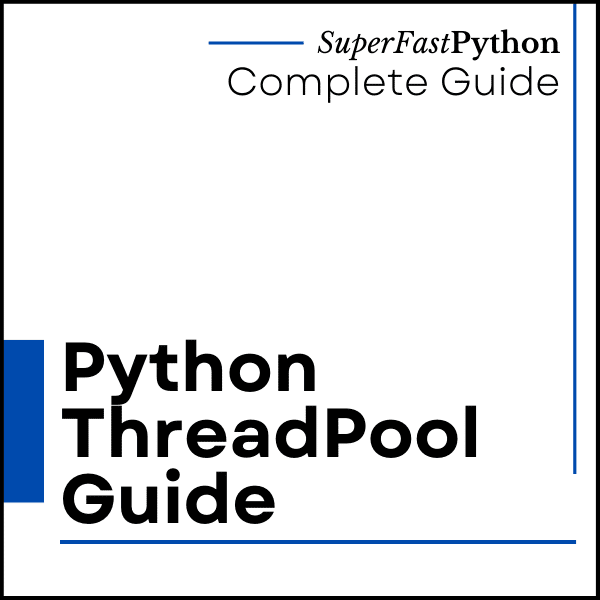 SuperFastPython
Complete Guide
Python
ThreadPool
Guide